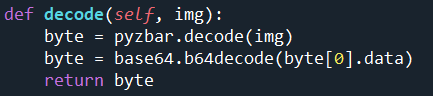 def decode(self, img):
    byte = pyzbar.decode(img)
    byte = base64.b64decode(byte[0].data)
    return byte